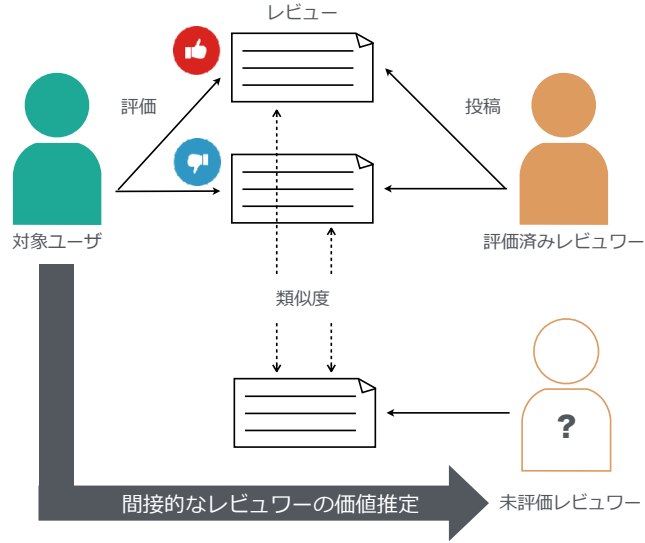 レビュー
評価
投稿
対象ユーザ
評価済みレビュワー
類似度
?
間接的なレビュワーの価値推定
未評価レビュワー